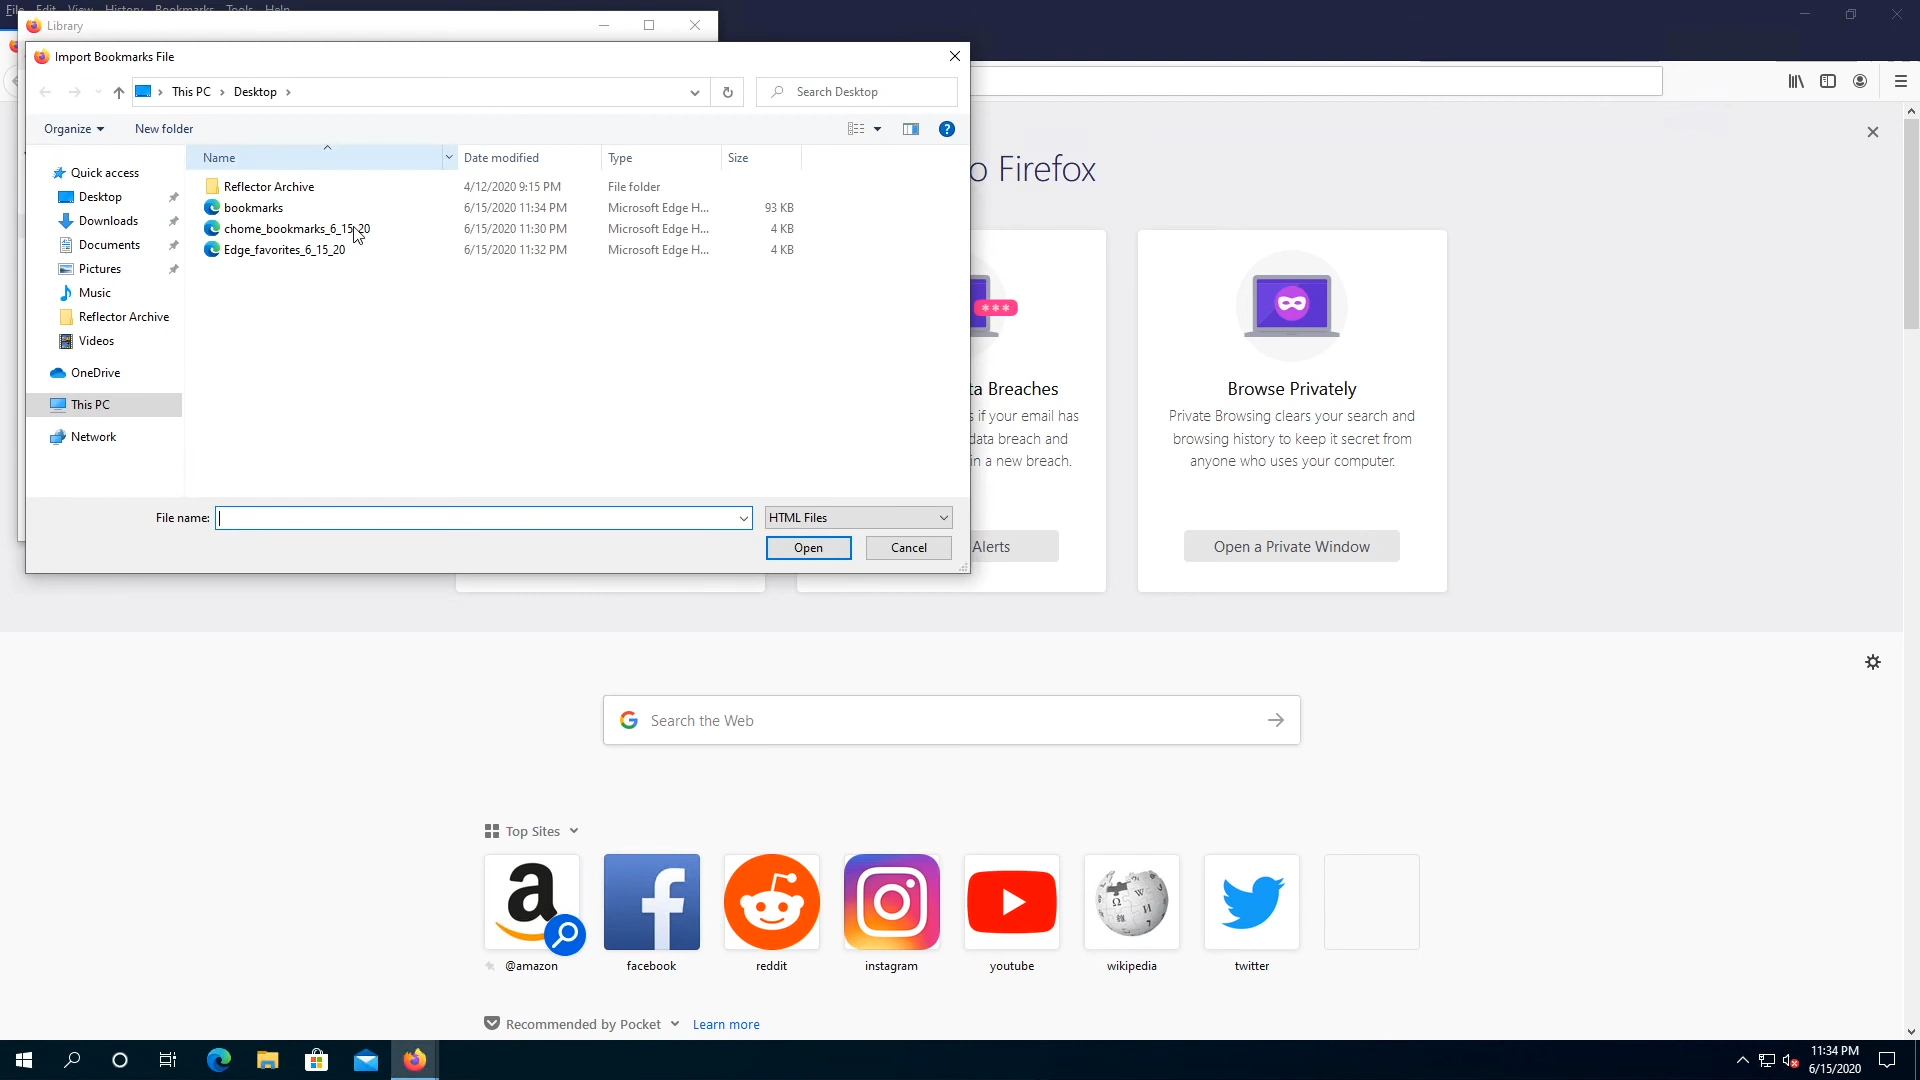 File Edit View History Bookmarks Tools Help
Library
Import Bookmarks File
This PC > Desktop >
Search Desktop
Organize
New folder
Name
Date modified
Type
Size
Reflector Archive
4/12/2020 9:15 PM
File folder
bookmarks
6/15/2020 11:34 PM
Microsoft Edge H...
93 KB
chome_bookmarks_6_15_20
6/15/2020 11:30 PM
Microsoft Edge H...
4 KB
Edge_favorites_6_15_20
6/15/2020 11:32 PM
Microsoft Edge H...
4 KB
Quick access
Desktop
Downloads
Documents
Pictures
Music
Reflector Archive
Videos
OneDrive
This PC
Network
File name:
HTML Files
Open
Cancel
o Firefox
ta Breaches
s if your email has
data breach and
in a new breach.
Alerts
Browse Privately
Private Browsing clears your search and
browsing history to keep it secret from
anyone who uses your computer.
Open a Private Window
Search the Web
Top Sites
@amazon
facebook
reddit
instagram
youtube
wikipedia
twitter
Recommended by Pocket
Learn more
11:34 PM
6/15/2020